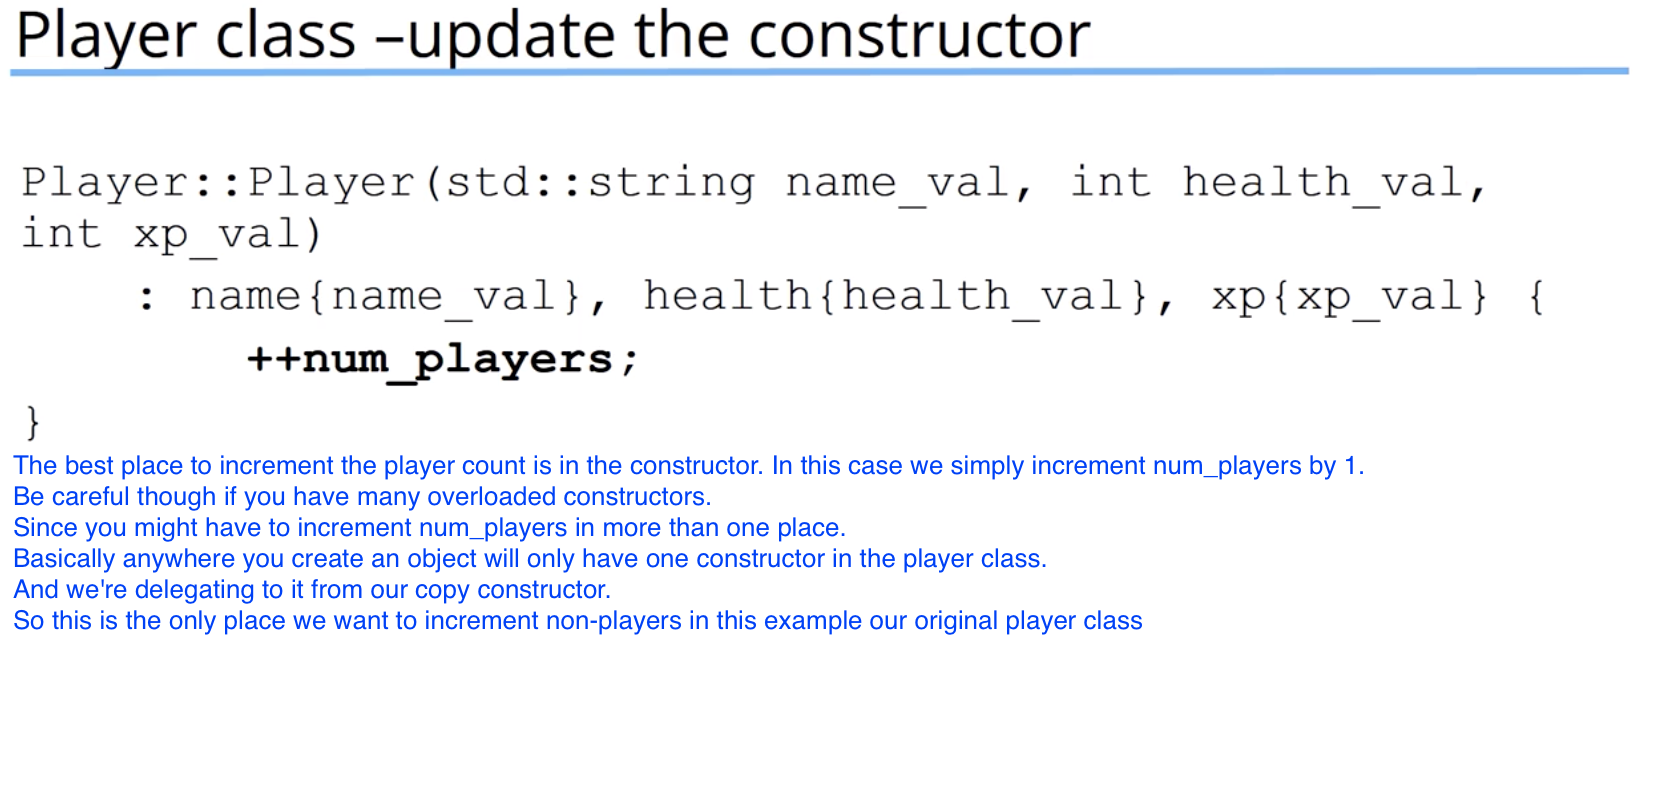 Player class –update the constructor
Player::Player(std::string name_val, int health_val,
int xp_val)
: name{name_val}, health{health_val}, xp{xp_val} {
++num_players;
}
The best place to increment the player count is in the constructor. In this case we simply increment num_players by 1.
Be careful though if you have many overloaded constructors.
Since you might have to increment num_players in more than one place.
Basically anywhere you create an object will only have one constructor in the player class.
And we're delegating to it from our copy constructor.
So this is the only place we want to increment non-players in this example our original player class